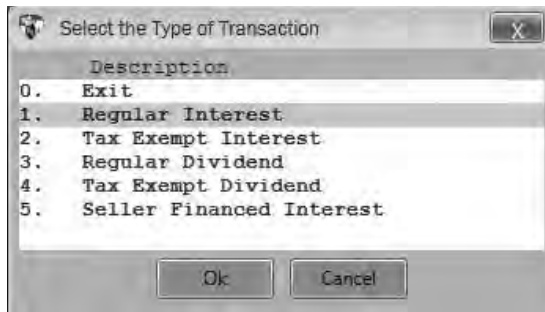 Select the Type of Transaction
X
Description
0. Exit
1. Regular Interest
2. Tax Exempt Interest
3. Regular Dividend
4. Tax Exempt Dividend
5. Seller Financed Interest
Ok Cancel